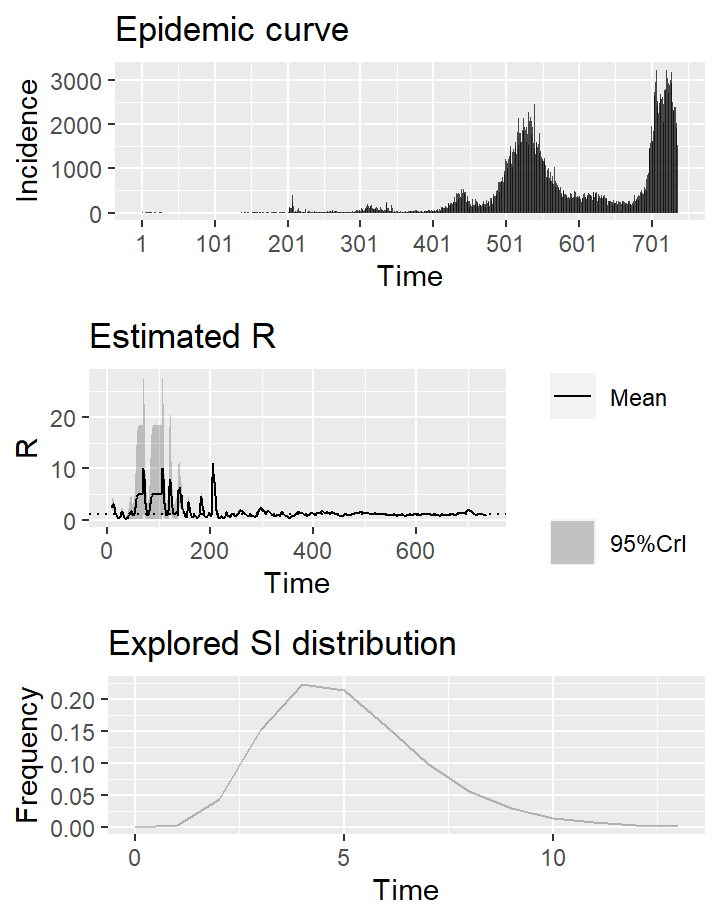 Epidemic curve
Incidence
3000
2000
1000
0
1 101 201 301 401 501 601 701
Time
Estimated R
R
20
10
0
0 200 400 600
Time
Mean
95%CrI
Explored SI distribution
Frequency
0.20
0.15
0.10
0.05
0.00
0 5 10
Time